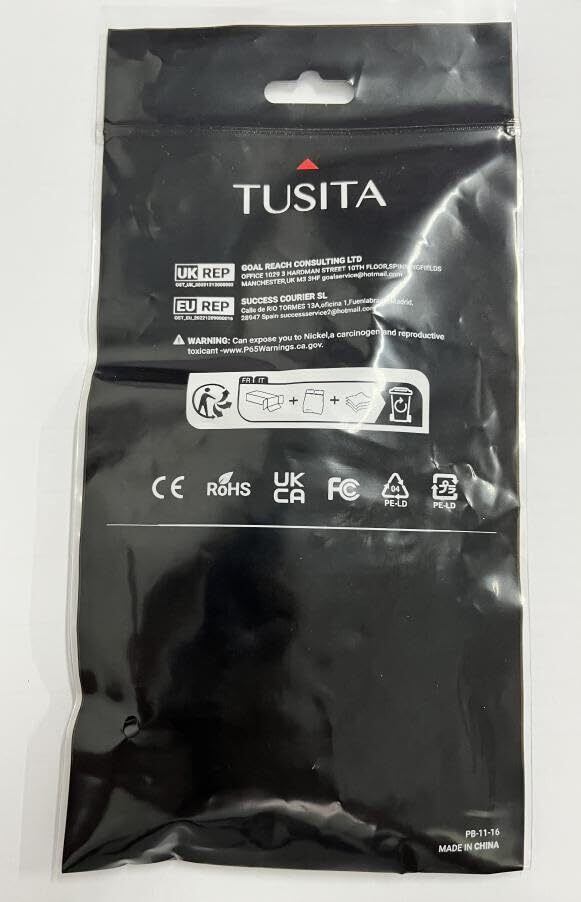 TUSITA
UK REP
GOAL REACH CONSULTING LTD
OFFICE 1029 3 HARDMAN STREET 10TH FLOOR,SPINNINGFIELDS
MANCHESTER,UK M3 3HF goalservice@hotmail.com
EU REP
SUCCESS COURIER SL
Calle de RIO TORMES 13A,oficina 1,Fuenlabrada,Madrid,
28947 Spain successservice2@hotmail.com
WARNING: Can expose you to Nickel,a carcinogen and reproductive
toxicant -www.P65Warnings.ca.gov.
FR IT
+ +
CE RoHS UK CA FC 04 プラ
PE-LD PE-LD
PB-11-16
MADE IN CHINA